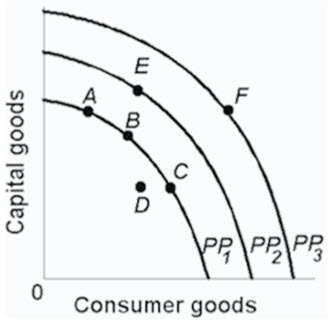 A
B
C
D
E
F
PP1
PP2
PP3
Capital goods
0
Consumer goods